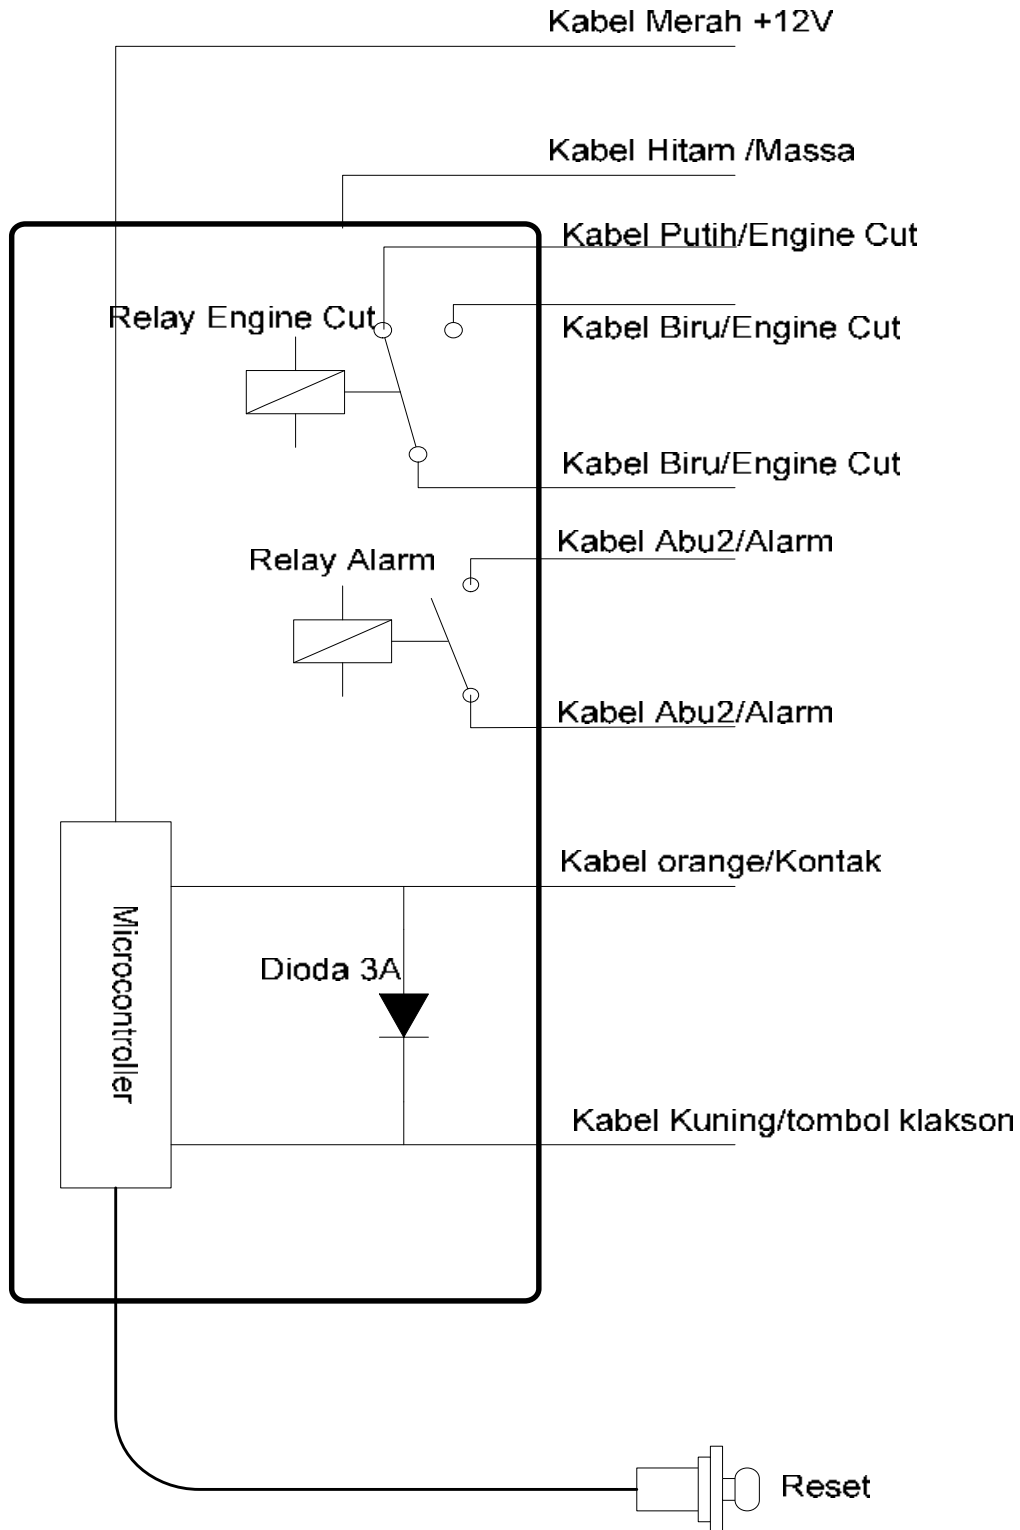 Kabel Merah +12V
Kabel Hitam /Massa
Kabel Putih/Engine Cut
Relay Engine Cut
Kabel Biru/Engine Cut
Kabel Biru/Engine Cut
Kabel Abu2/Alarm
Relay Alarm
Kabel Abu2/Alarm
Kabel orange/Kontak
Microcontroller
Dioda 3A
Kabel Kuning/tombol klakson
Reset